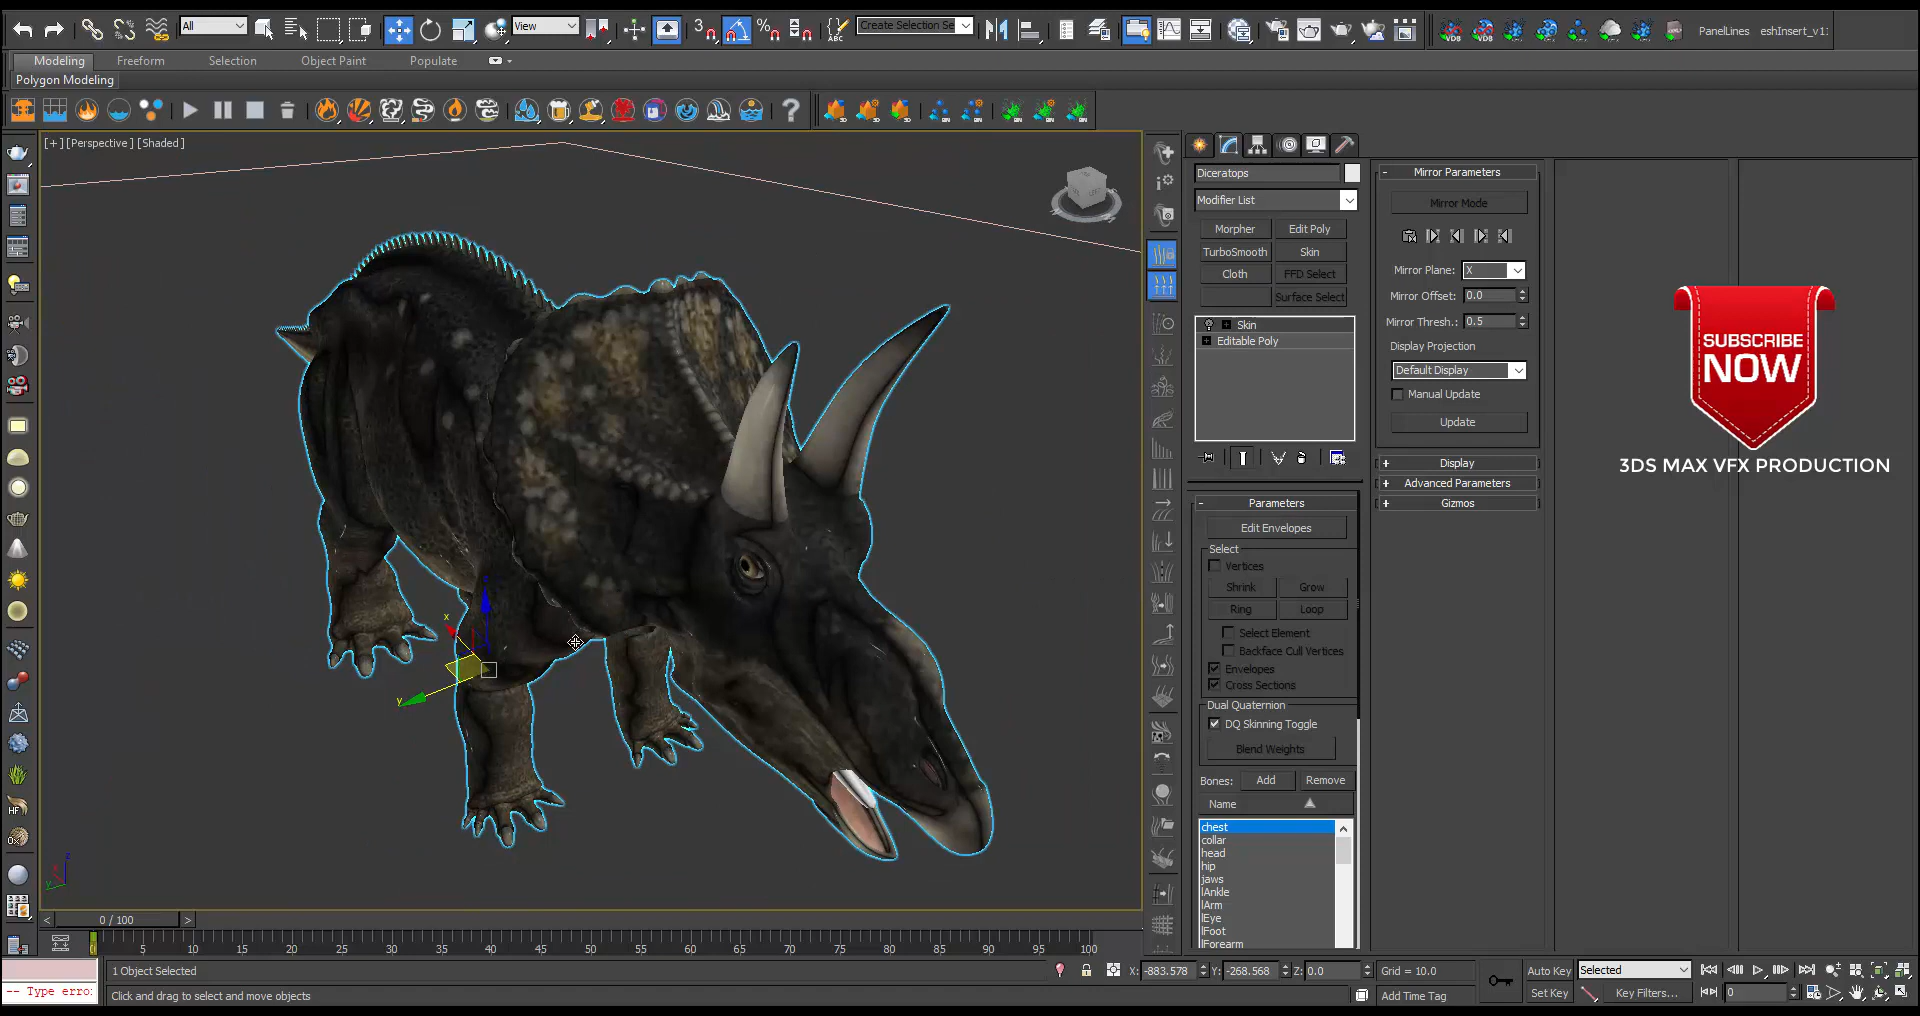 All
View
Create Selection Se
PanelLines
eshInsert_v1
Modeling
Freeform
Selection
Object Paint
Populate
Polygon Modeling
[+] [Perspective ] [Shaded ]
Diceratops
Modifier List
Morpher
Edit Poly
TurboSmooth
Skin
Cloth
FFD Select
Surface Select
Skin
Editable Poly
Parameters
Edit Envelopes
Select
Vertices
Shrink
Grow
Ring
Loop
Select Element
Backface Cull Vertices
Envelopes
Cross Sections
Dual Quaternion
DQ Skinning Toggle
Blend Weights
Bones:
Add
Remove
Name
chest
collar
head
hip
jaws
lAnkle
lArm
lEye
lFoot
lForearm
Mirror Parameters
Mirror Mode
Mirror Plane:
X
Mirror Offset:
0.0
Mirror Thresh.:
0.5
Display Projection
Default Display
Manual Update
Update
Display
Advanced Parameters
Gizmos
SUBSCRIBE
NOW
3DS MAX VFX PRODUCTION
x
y
z
y
< 0 / 100 >
0 5 10 15 20 25 30 35 40 45 50 55 60 65 70 75 80 85 90 95 100
1 Object Selected
X: -883.578
Y: -268.568
Z: 0.0
Grid = 10.0
Auto Key
Selected
-- Type erro:
Click and drag to select and move objects
Add Time Tag
Set Key
Key Filters...
0